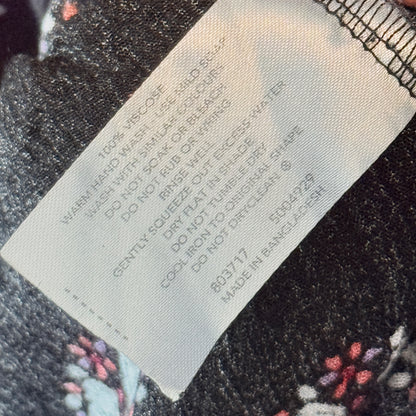 100% VISCOSE
WARM HAND WASH - USE MILD SOAP
WASH WITH SIMILAR COLOUR
DO NOT SOAK OR BLEACH
DO NOT RUB OR WRING
RINSE WELL
GENTLY SQUEEZE OUT EXCESS WATER
DRY FLAT IN SHADE
DO NOT TUMBLE DRY
COOL IRON TO ORIGINAL SHAPE
DO NOT DRYCLEAN. Ⓧ
803717 5004929
MADE IN BANGLADESH